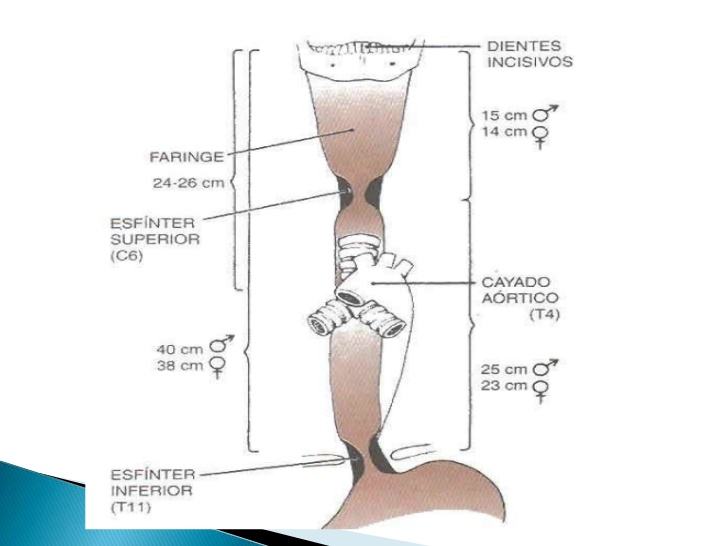 DIENTES
INCISIVOS
15 cm ♂
14 cm ♀
FARINGE
24-26 cm
ESFÍNTER
SUPERIOR
(C6)
CAYADO
AÓRTICO
(T4)
40 cm ♂
38 cm ♀
25 cm ♂
23 cm ♀
ESFÍNTER
INFERIOR
(T11)